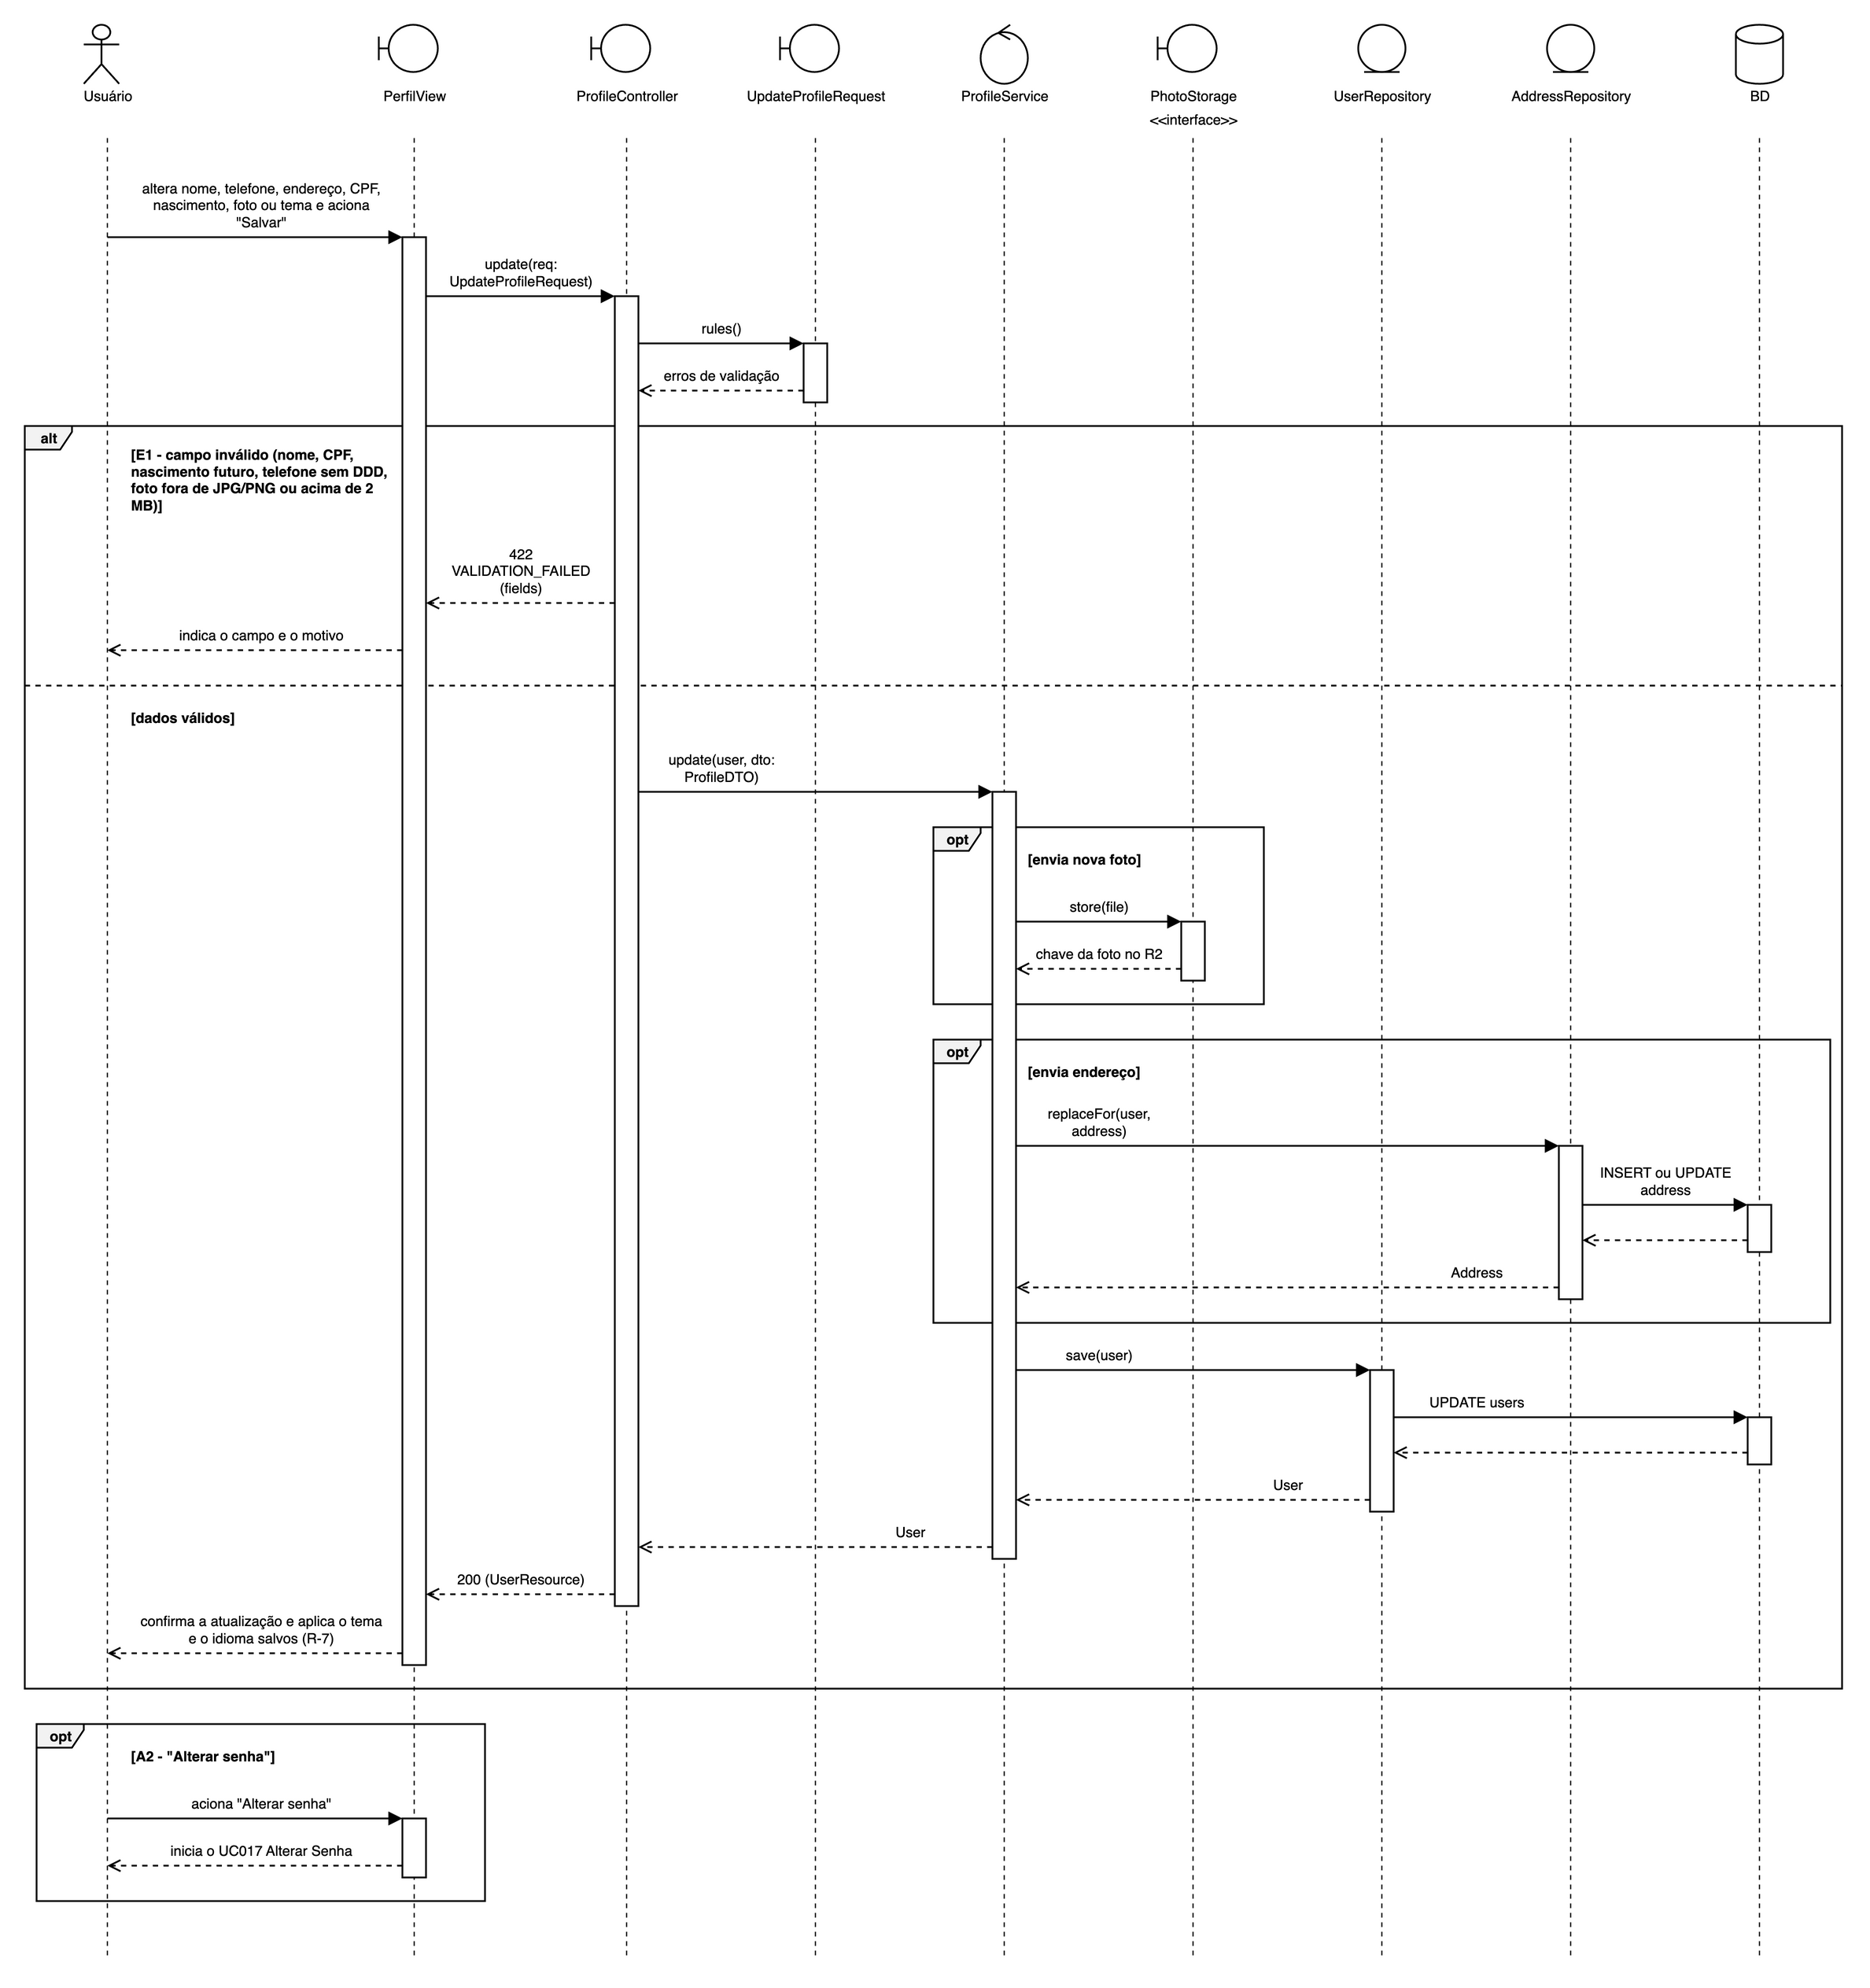 Usuário
PerfilView
ProfileController
UpdateProfileRequest
ProfileService
PhotoStorage
<<interface>>
UserRepository
AddressRepository
BD
altera nome, telefone, endereço, CPF,
nascimento, foto ou tema e aciona
"Salvar"
update(req:
UpdateProfileRequest)
rules()
erros de validação
alt
[E1 - campo inválido (nome, CPF,
nascimento futuro, telefone sem DDD,
foto fora de JPG/PNG ou acima de 2
MB)]
422
VALIDATION_FAILED
(fields)
indica o campo e o motivo
[dados válidos]
update(user, dto:
ProfileDTO)
opt
[envia nova foto]
store(file)
chave da foto no R2
opt
[envia endereço]
replaceFor(user,
address)
INSERT ou UPDATE
address
Address
save(user)
UPDATE users
User
User
200 (UserResource)
confirma a atualização e aplica o tema
e o idioma salvos (R-7)
opt
[A2 - "Alterar senha"]
aciona "Alterar senha"
inicia o UC017 Alterar Senha